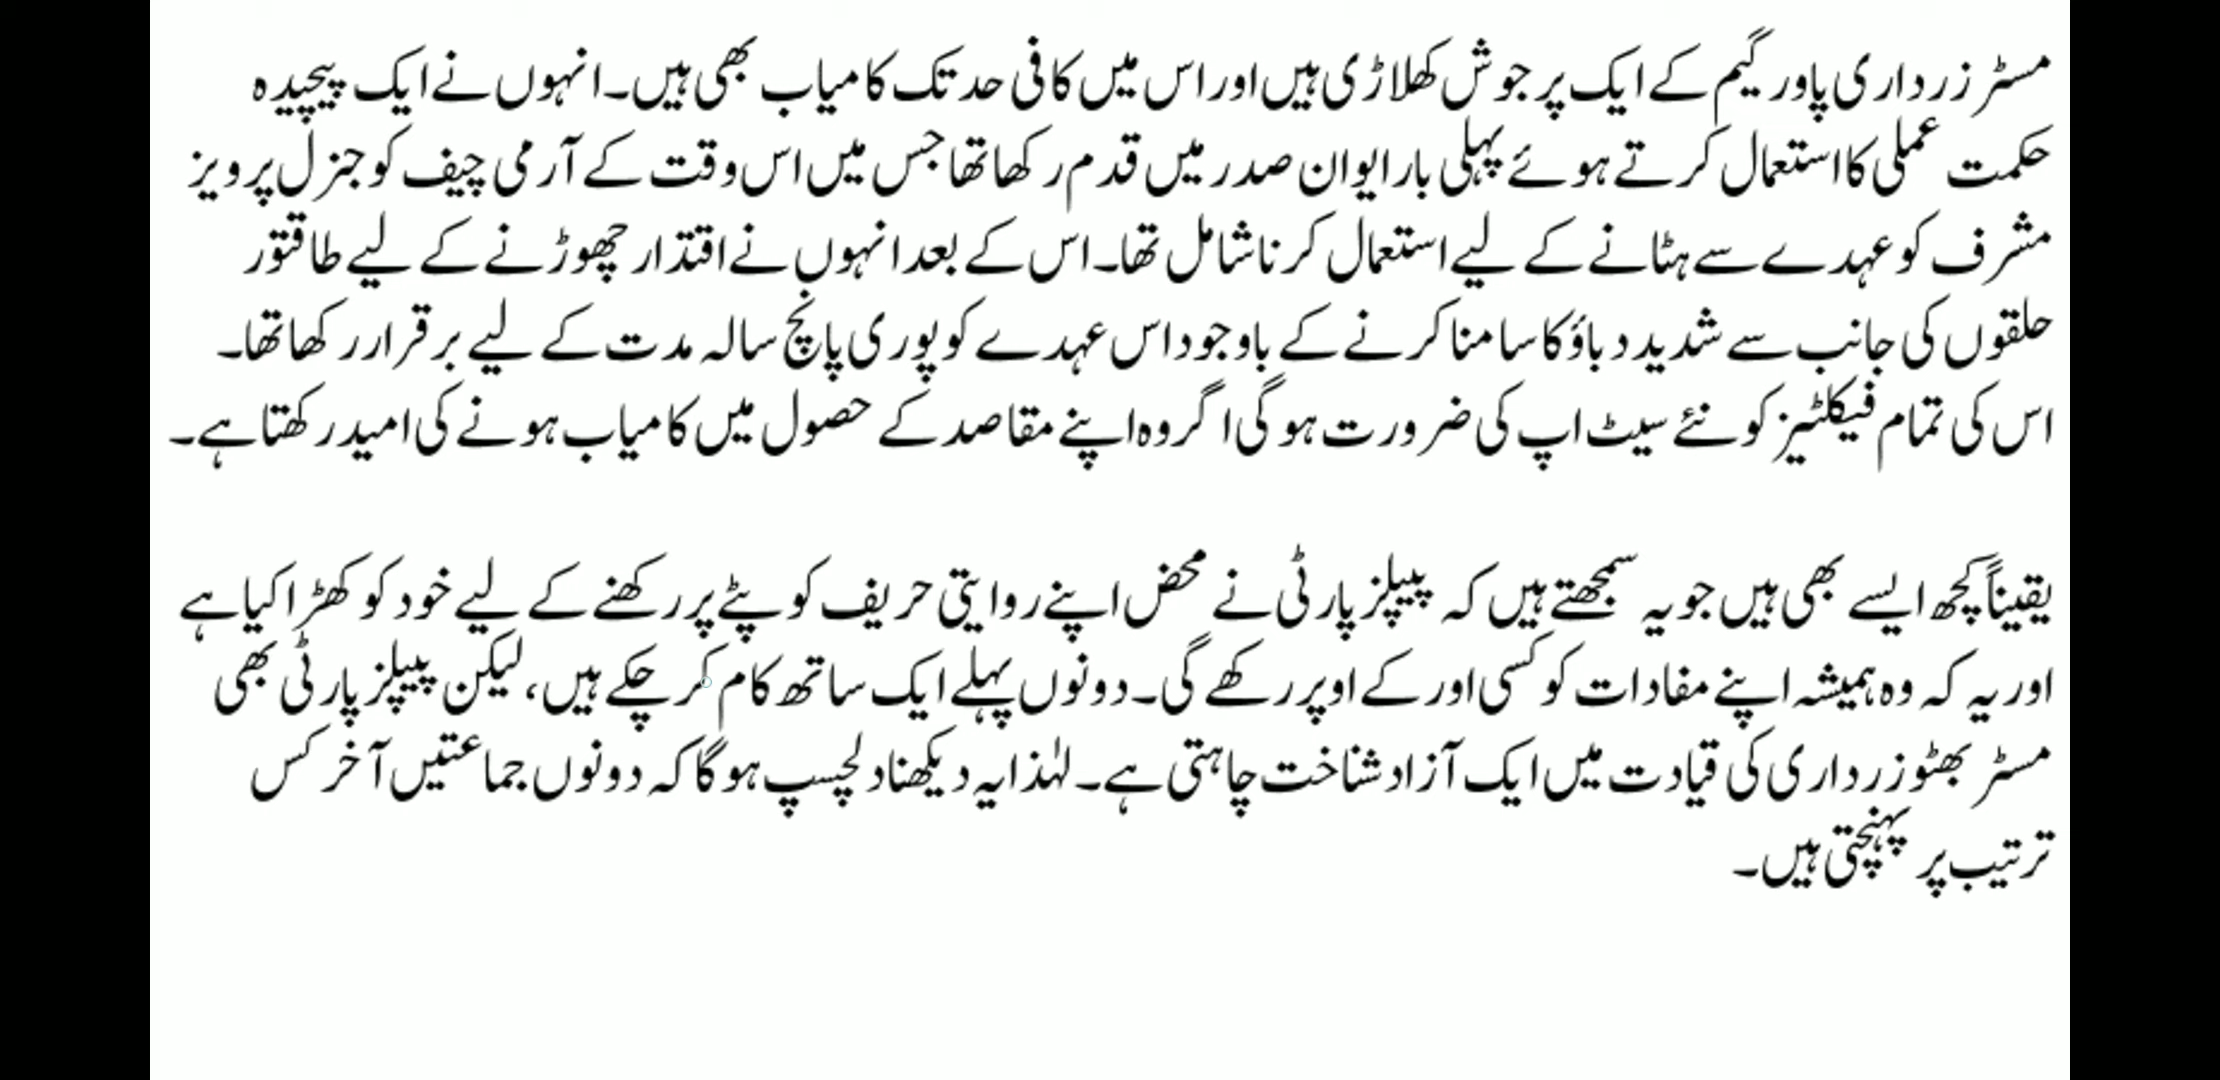 مسٹر زرداری پاور گیم کے ایک پر جوش کھلاڑی ہیں اور اس میں کافی حد تک کامیاب بھی ہیں۔ انہوں نے ایک پیچیدہ
حکمت عملی کا استعمال کرتے ہوئے پہلی بار ایوان صدر میں قدم رکھا تھا جس میں اس وقت کے آرمی چیف کو جنرل پرویز
مشرف کو عہدے سے ہٹانے کے لیے استعمال کرنا شامل تھا۔ اس کے بعد انہوں نے اقتدار چھوڑنے کے لیے طاقتور
حلقوں کی جانب سے شدید دباؤ کا سامنا کرنے کے باوجود اس عہدے کو پوری پانچ سالہ مدت کے لیے برقرار رکھا تھا۔
اس کی تمام فیکلٹیز کو نئے سیٹ اپ کی ضرورت ہو گی اگر وہ اپنے مقاصد کے حصول میں کامیاب ہونے کی امید رکھتا ہے۔
یقیناً کچھ ایسے بھی ہیں جو یہ سمجھتے ہیں کہ پیپلز پارٹی نے محض اپنے روایتی حریف کو پٹے پر رکھنے کے لیے خود کو کھڑا کیا ہے
اور یہ کہ وہ ہمیشہ اپنے مفادات کو کسی اور کے اوپر رکھے گی۔ دونوں پہلے ایک ساتھ کام کر چکے ہیں، لیکن پیپلز پارٹی بھی
مسٹر بھٹو زرداری کی قیادت میں ایک آزاد شناخت چاہتی ہے۔ لہٰذا یہ دیکھنا دلچسپ ہو گا کہ دونوں جماعتیں آخر کس
ترتیب پر پہنچتی ہیں۔